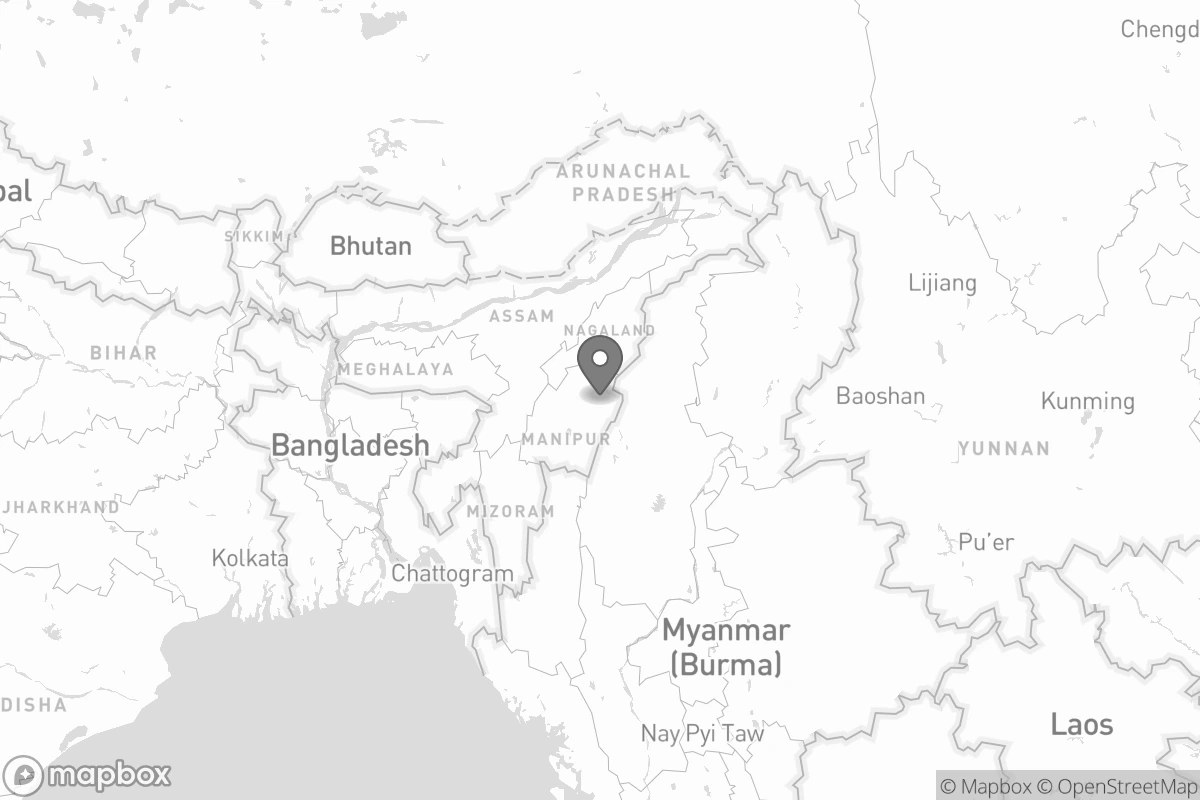 Chengd
ARUNACHAL
PRADESH
pal
SIKKIM
Bhutan
Lijiang
ASSAM
NAGALAND
BIHAR
MEGHALAYA
Baoshan
Kunming
MANIPUR
Bangladesh
YUNNAN
JHARKHAND
MIZORAM
Pu’er
Kolkata
Chattogram
Myanmar
(Burma)
DISHA
Nay Pyi Taw
Laos
mapbox
© Mapbox © OpenStreetMap